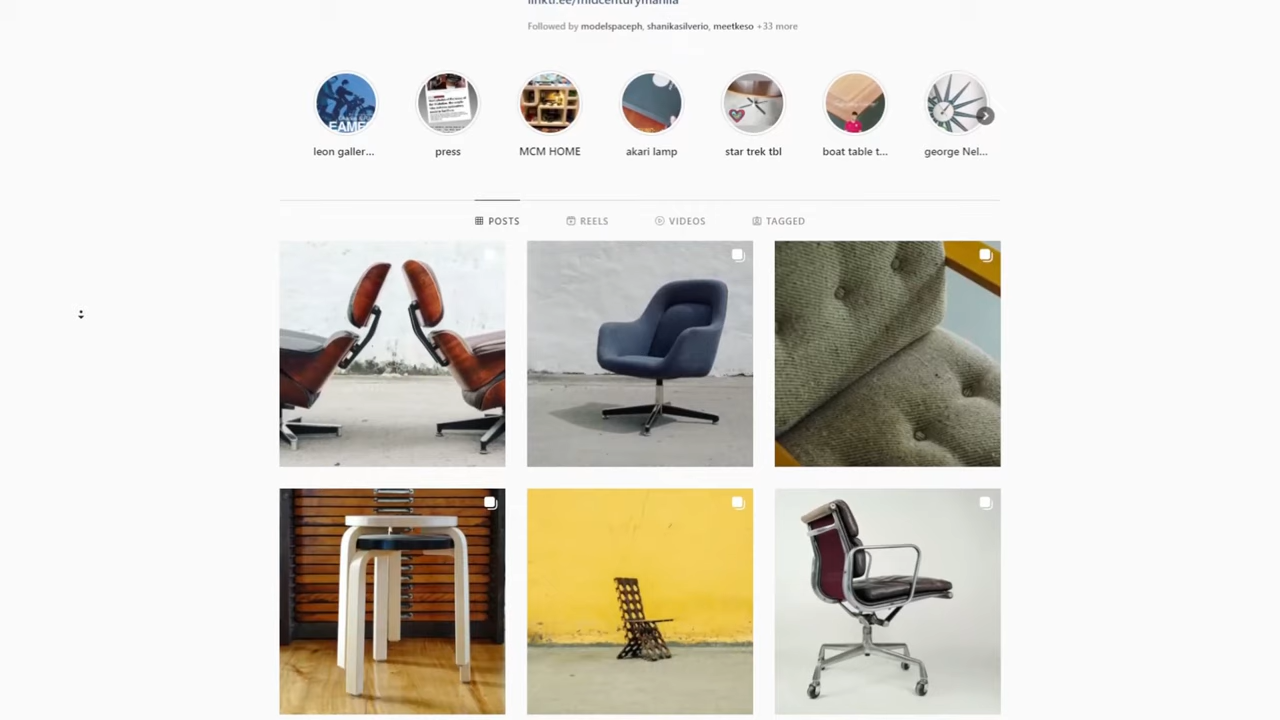 linktr.ee/midcenturymanila
Followed by modelspaceph, shanikasilverio, meetkeso +33 more
EAMES
leon galler...
press
MCM HOME
akari lamp
star trek tbl
boat table t...
george Nel...
POSTS
REELS
VIDEOS
TAGGED